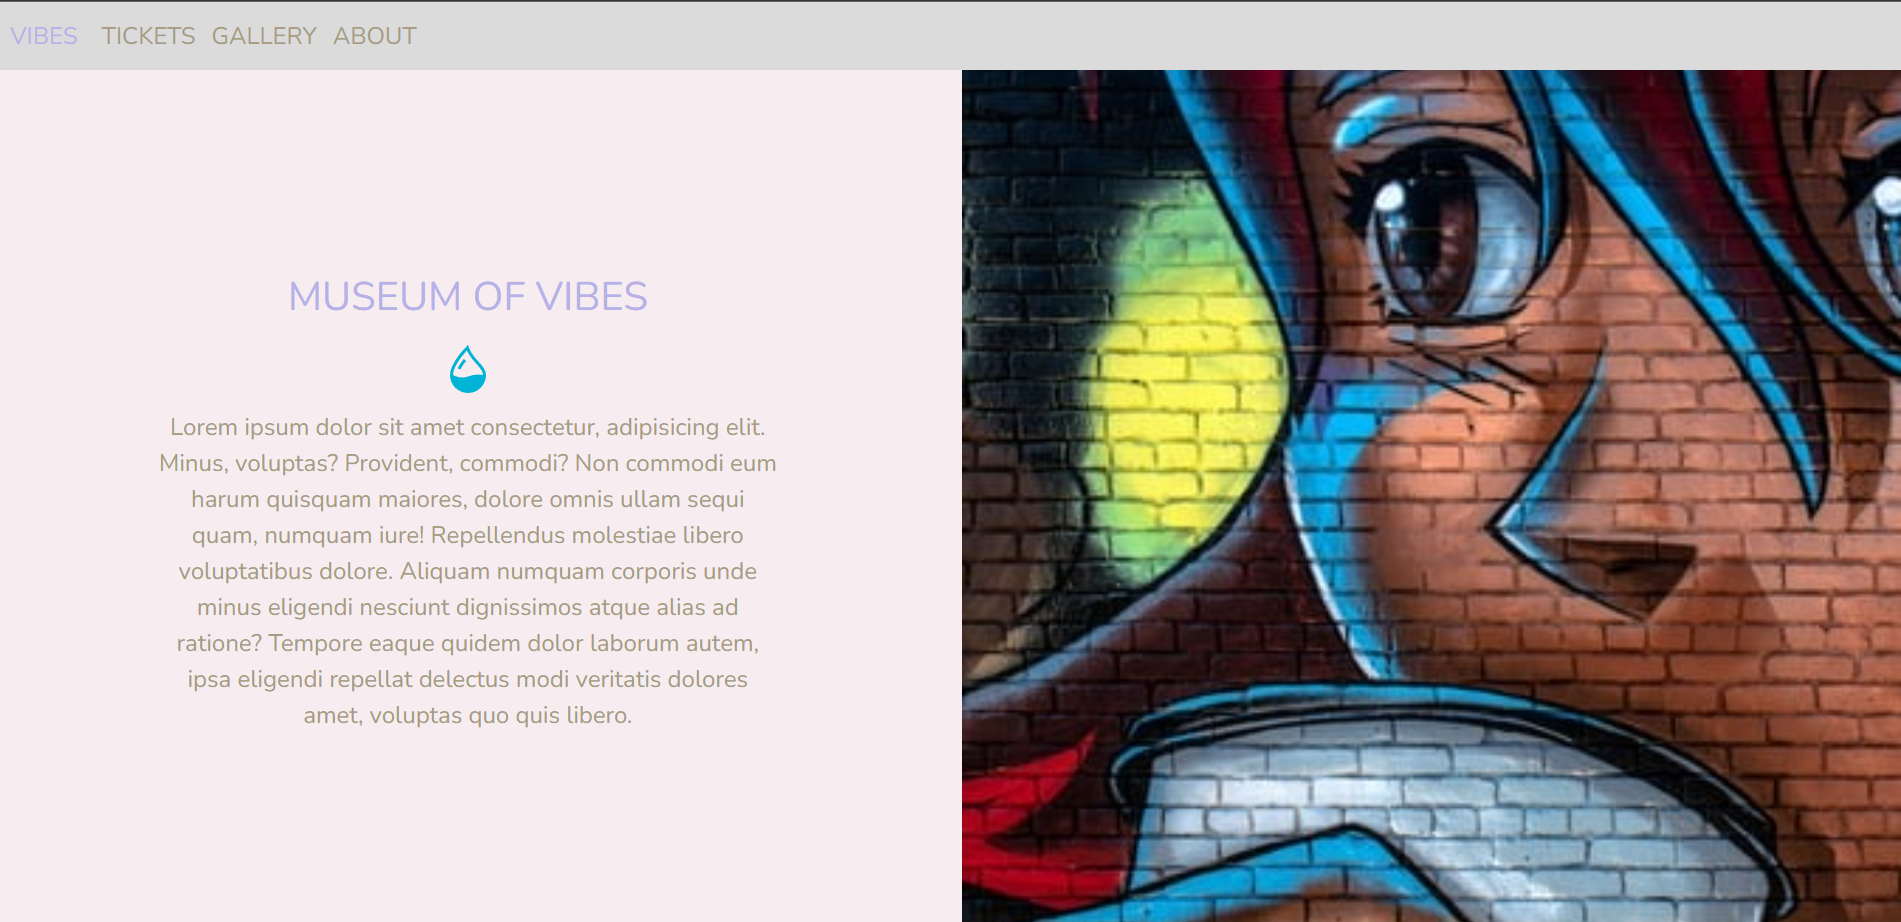 VIBES TICKETS GALLERY ABOUT
MUSEUM OF VIBES
Lorem ipsum dolor sit amet consectetur, adipisicing elit.
Minus, voluptas? Provident, commodi? Non commodi eum
harum quisquam maiores, dolore omnis ullam sequi
quam, numquam iure! Repellendus molestiae libero
voluptatibus dolore. Aliquam numquam corporis unde
minus eligendi nesciunt dignissimos atque alias ad
ratione? Tempore eaque quidem dolor laborum autem,
ipsa eligendi repellat delectus modi veritatis dolores
amet, voluptas quo quis libero.